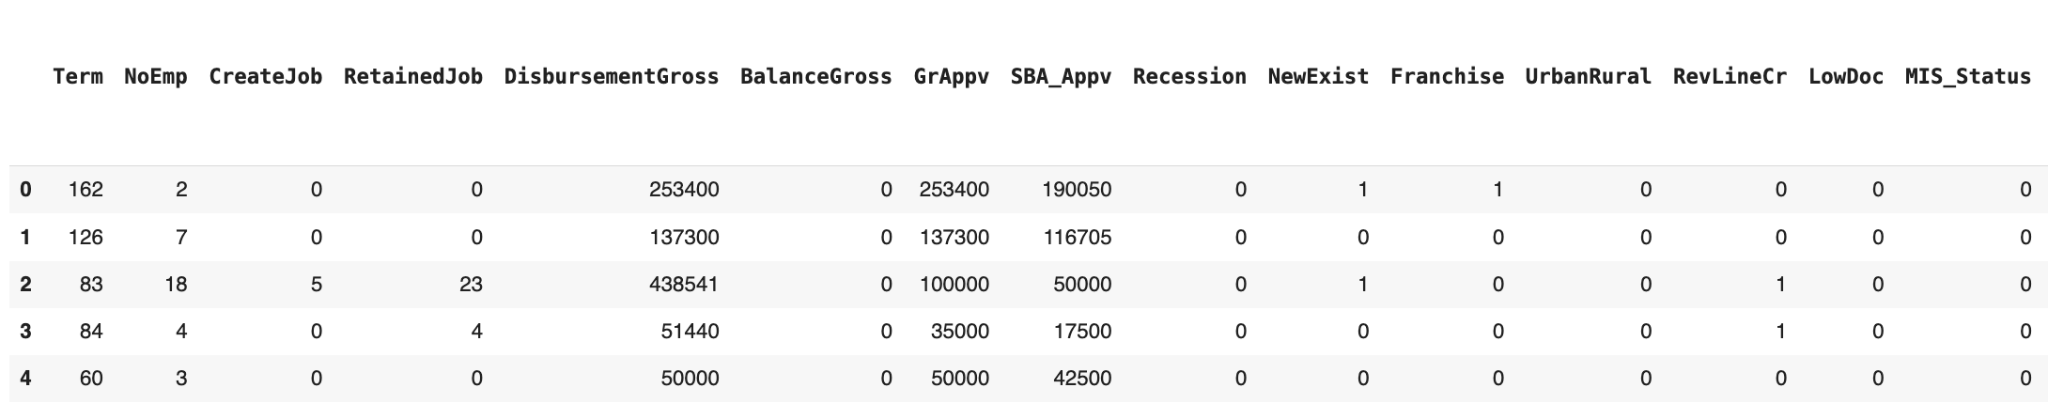 Term NoEmp CreateJob RetainedJob DisbursementGross BalanceGross GrAppv SBA_Appv Recession NewExist Franchise UrbanRural RevLineCr LowDoc MIS_Status
0 162 2 0 0 253400 0 253400 190050 0 1 1 0 0 0 0
1 126 7 0 0 137300 0 137300 116705 0 0 0 0 0 0 0
2 83 18 5 23 438541 0 100000 50000 0 1 0 0 1 0 0
3 84 4 0 4 51440 0 35000 17500 0 0 0 0 1 0 0
4 60 3 0 0 50000 0 50000 42500 0 0 0 0 0 0 0